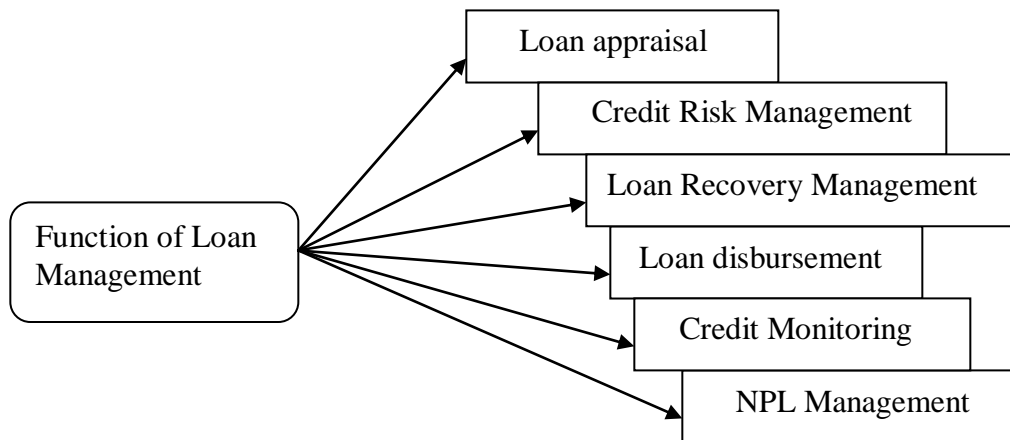 Loan appraisal
Credit Risk Management
Loan Recovery Management
Function of Loan
Management
Loan disbursement
Credit Monitoring
NPL Management